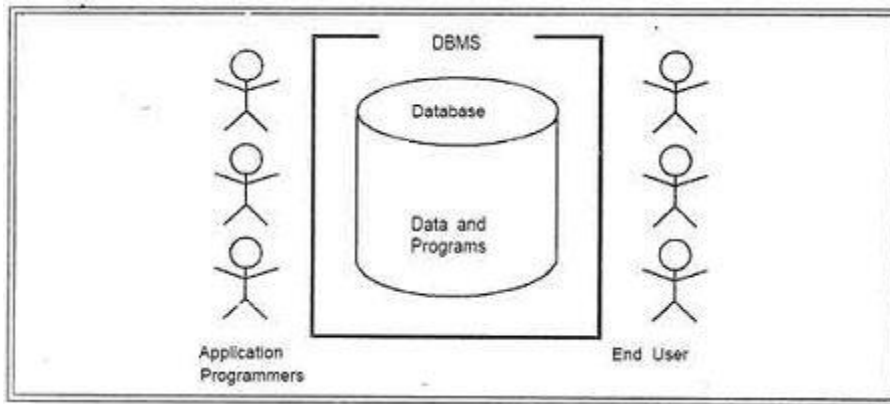 DBMS
Database
Data and
Programs
Application
Programmers
End User